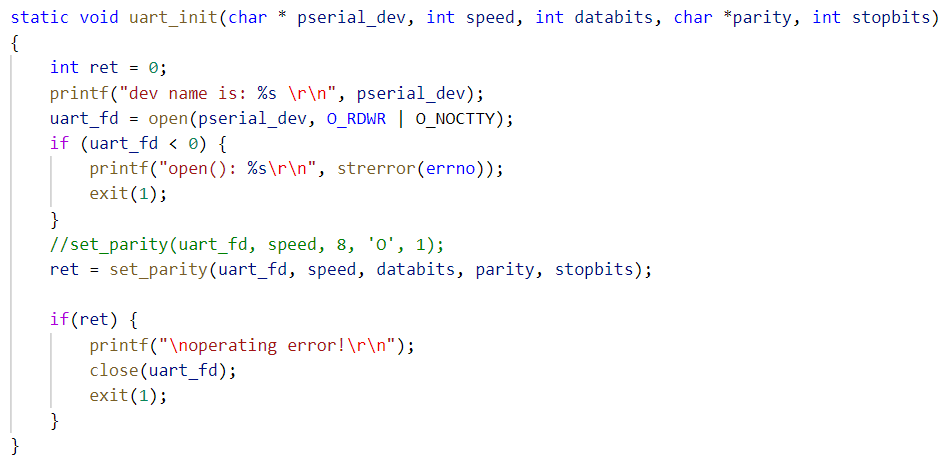 static void uart_init(char * pserial_dev, int speed, int databits, char *parity, int stopbits)
{
    int ret = 0;
    printf("dev name is: %s \r\n", pserial_dev);
    uart_fd = open(pserial_dev, O_RDWR | O_NOCTTY);
    if (uart_fd < 0) {
        printf("open(): %s\r\n", strerror(errno));
        exit(1);
    }
    //set_parity(uart_fd, speed, 8, 'O', 1);
    ret = set_parity(uart_fd, speed, databits, parity, stopbits);

    if(ret) {
        printf("\noperating error!\r\n");
        close(uart_fd);
        exit(1);
    }
}